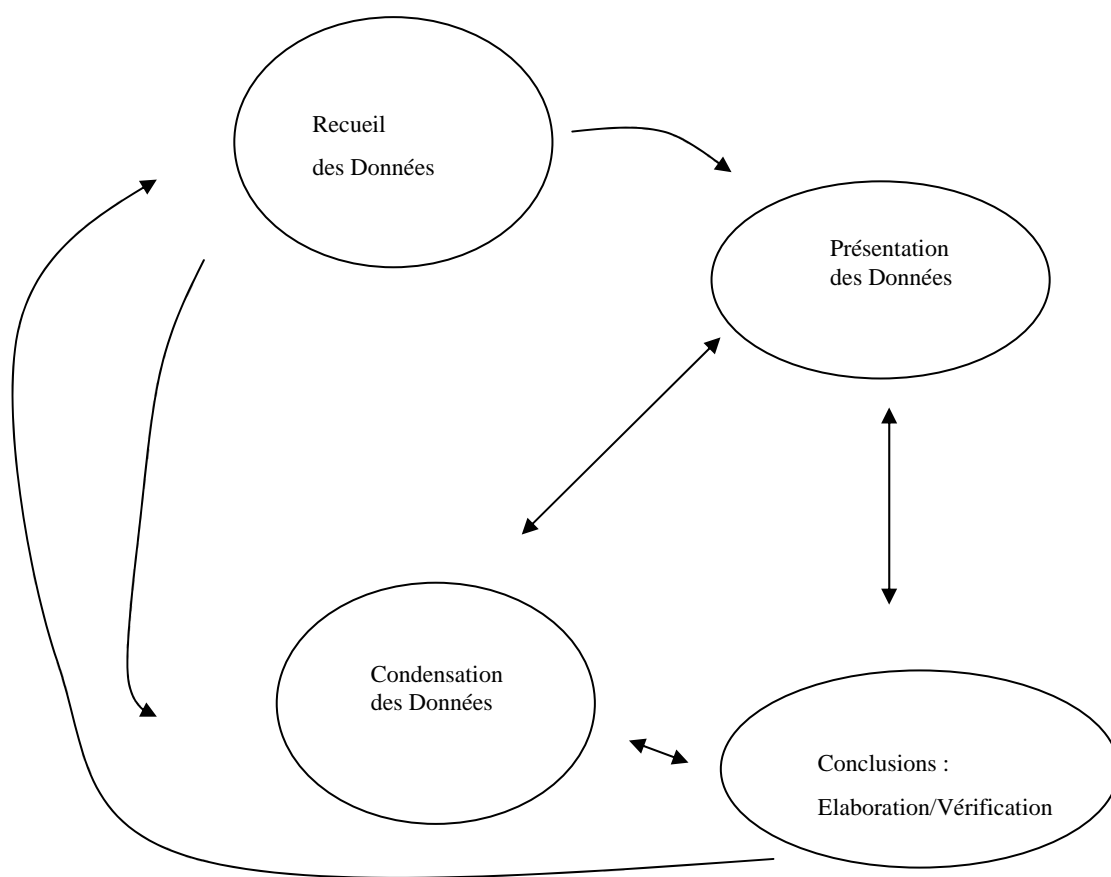 Recueil
des Données
Présentation
des Données
Condensation
des Données
Conclusions :
Elaboration/Vérification